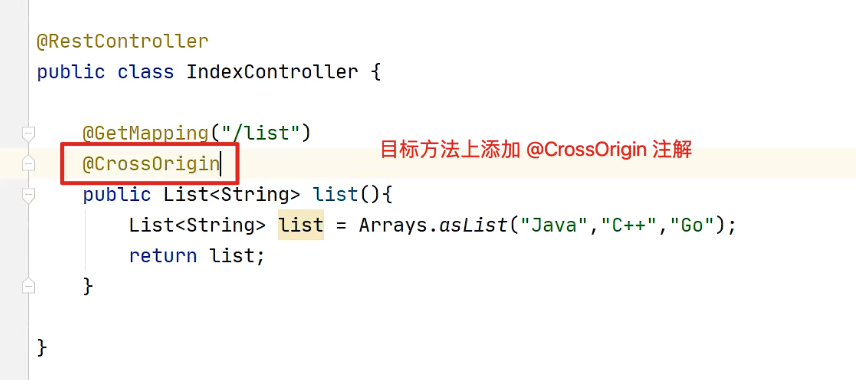 @RestController
public class IndexController {
@GetMapping("/list")
@CrossOrigin
目标方法上添加 @CrossOrigin 注解
public List<String> list(){
List<String> list = Arrays.asList("Java","C++","Go");
return list;
}
}